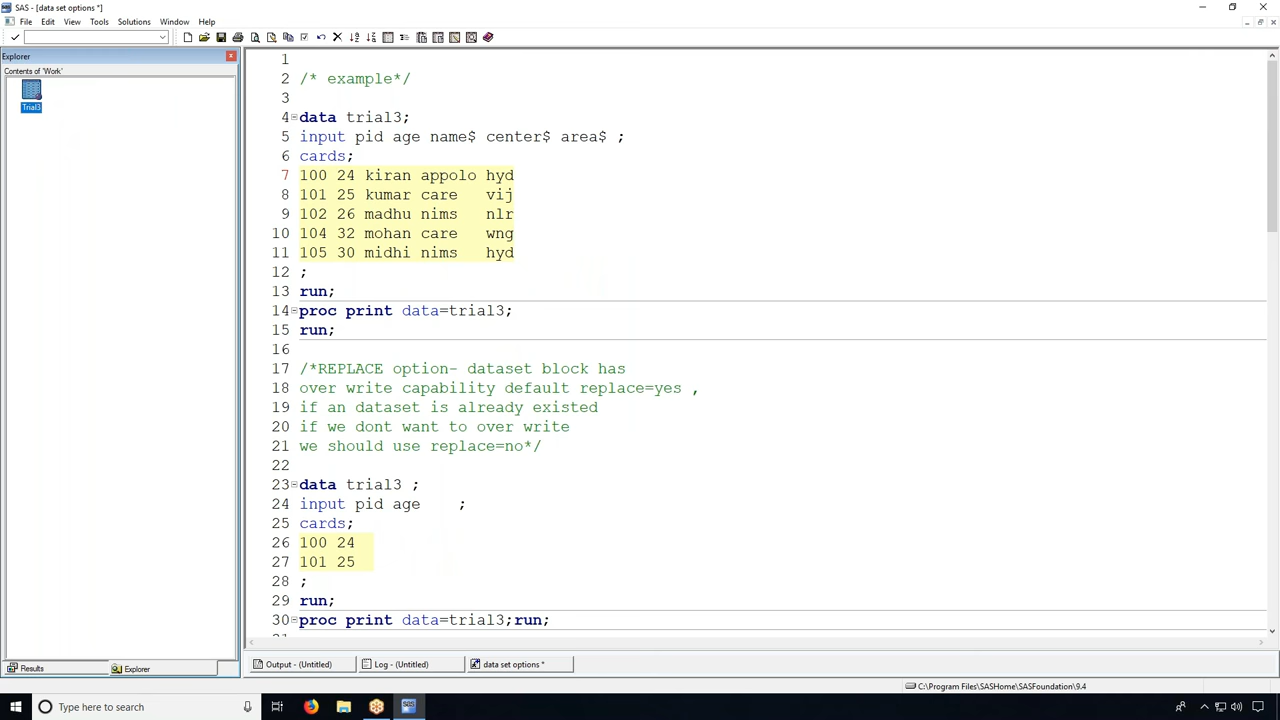 SAS - [data set options *]
File Edit View Tools Solutions Window Help
Explorer
Contents of 'Work'
Trial3
1
2 /* example*/
3
4 data trial3;
5 input pid age name$ center$ area$ ;
6 cards;
7 100 24 kiran appolo hyd
8 101 25 kumar care vij
9 102 26 madhu nims nlr
10 104 32 mohan care wng
11 105 30 midhi nims hyd
12 ;
13 run;
14 proc print data=trial3;
15 run;
16
17 /*REPLACE option- dataset block has
18 over write capability default replace=yes ,
19 if an dataset is already existed
20 if we dont want to over write
21 we should use replace=no*/
22
23 data trial3 ;
24 input pid age ;
25 cards;
26 100 24
27 101 25
28 ;
29 run;
30 proc print data=trial3;run;
Results Explorer
Output - (Untitled) Log - (Untitled) data set options *
C:\Program Files\SASHome\SASFoundation\9.4
Type here to search